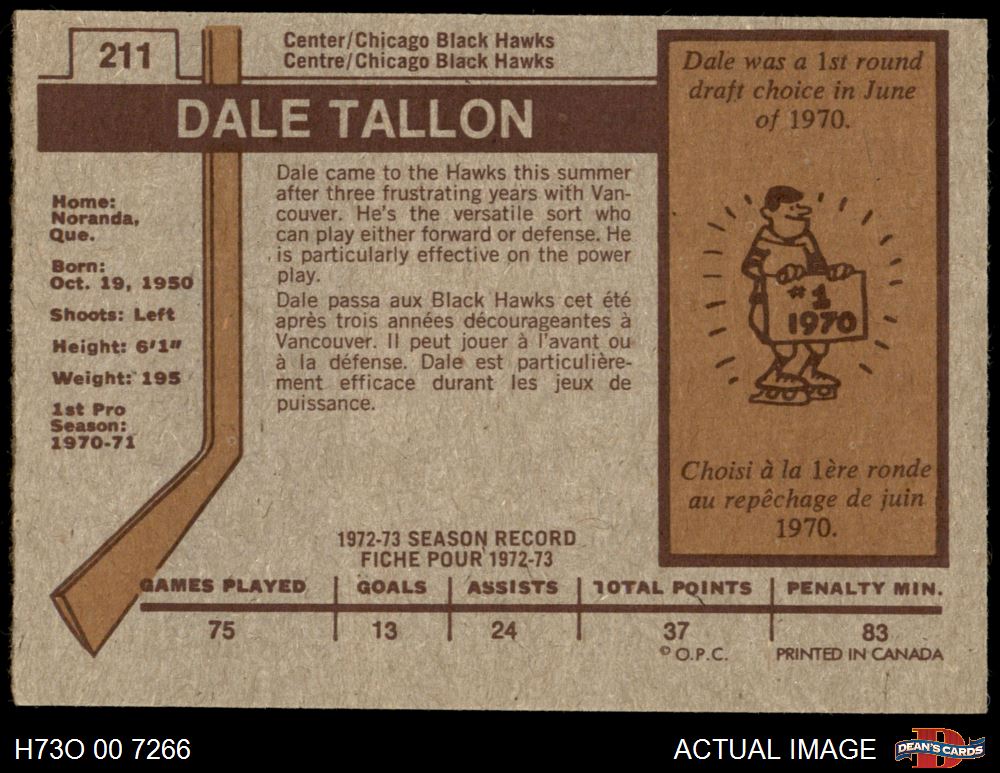 211
Center/Chicago Black Hawks
Centre/Chicago Black Hawks
DALE TALLON
Home:
Noranda,
Que.
Born:
Oct. 19, 1950
Shoots: Left
Height: 6'1"
Weight: 195
1st Pro
Season:
1970-71
Dale came to the Hawks this summer
after three frustrating years with Van-
couver. He's the versatile sort who
can play either forward or defense. He
is particularly effective on the power
play.
Dale passa aux Black Hawks cet été
après trois années décourageantes à
Vancouver. Il peut jouer à l'avant ou
à la défense. Dale est particulière-
ment efficace durant les jeux de
puissance.
Dale was a 1st round
draft choice in June
of 1970.
#1
1970
Choisi à la 1ère ronde
au repêchage de juin
1970.
1972-73 SEASON RECORD
FICHE POUR 1972-73
GAMES PLAYED GOALS ASSISTS TOTAL POINTS PENALTY MIN.
75 13 24 37 83
© O.P.C. PRINTED IN CANADA
H73O 00 7266
ACTUAL IMAGE
D
DEAN'S CARDS